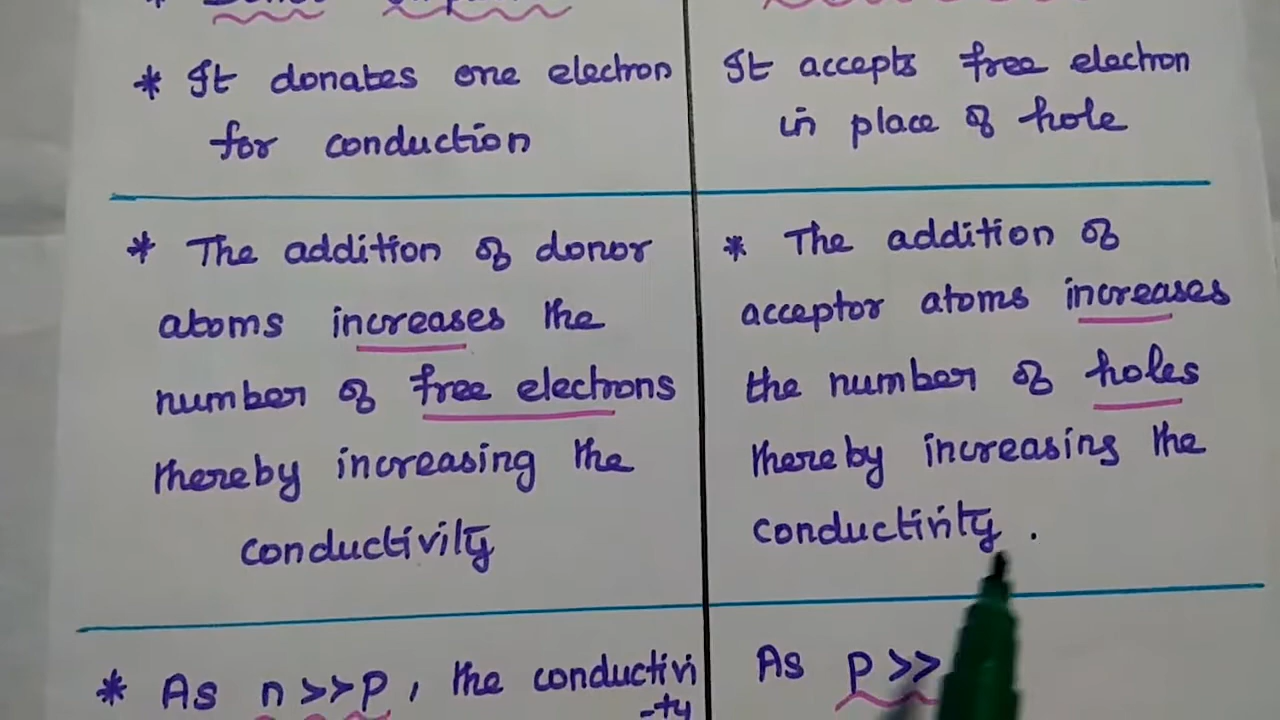 * It donates one electron
for conduction
* The addition of donor
atoms increases the
number of free electrons
thereby increasing the
conductivity
* As n >> p, the conductivi
-ty
It accepts free electron
in place of hole
* The addition of
acceptor atoms increases
the number of holes
thereby increasing the
conductivity.
As p >>